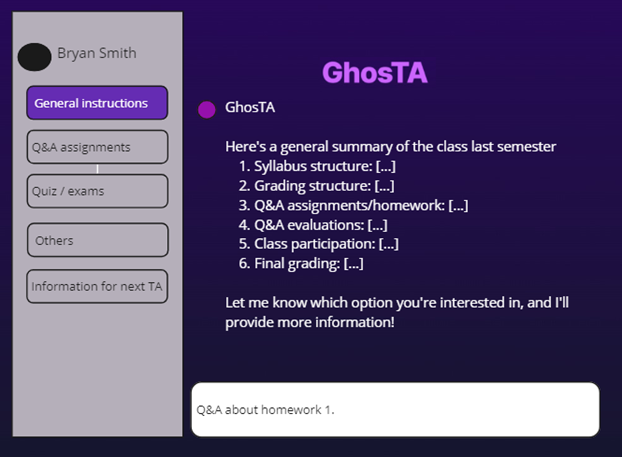 Bryan Smith
General instructions
Q&A assignments
Quiz / exams
Others
Information for next TA
GhosTA
GhosTA
Here's a general summary of the class last semester
1. Syllabus structure: [...]
2. Grading structure: [...]
3. Q&A assignments/homework: [...]
4. Q&A evaluations: [...]
5. Class participation: [...]
6. Final grading: [...]
Let me know which option you're interested in, and I'll
provide more information!
Q&A about homework 1.